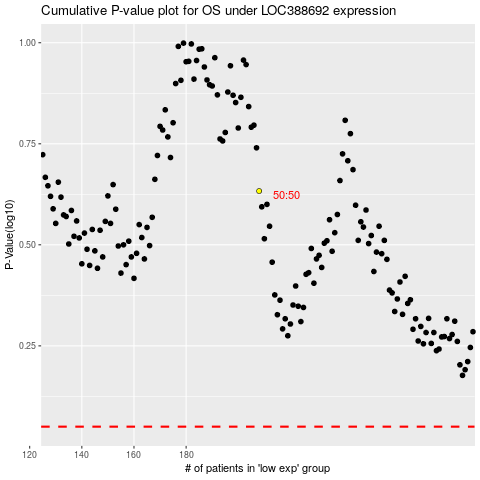 Cumulative P-value plot for OS under LOC388692 expression
1.00
0.75
0.50
0.25
P-Value(log10)
50:50
120 140 160 180
# of patients in 'low exp' group